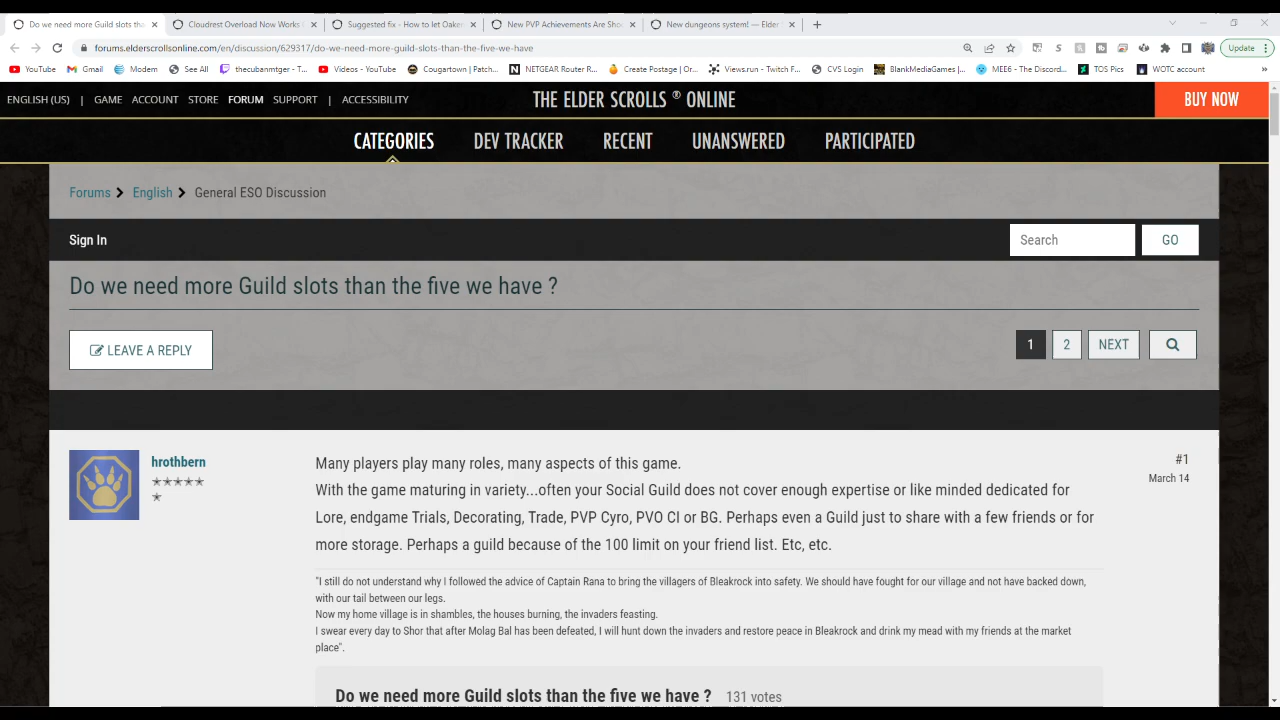 Do we need more Guild slots tha
Cloudrest Overload Now Works
Suggested fix - How to let Oaken
New PVP Achievements Are Sho
New dungeons system! — Elder
forums.elderscrollsonline.com/en/discussion/629317/do-we-need-more-guild-slots-than-the-five-we-have
Update
YouTube
Gmail
Modem
See All
thecubanmtger - T...
Videos - YouTube
Cougartown | Patch...
NETGEAR Router R...
Create Postage | Or...
Views.run - Twitch F...
CVS Login
BlankMediaGames |...
MEE6 - The Discord...
TOS Pics
WOTC account
»
ENGLISH (US) | GAME ACCOUNT STORE FORUM SUPPORT | ACCESSIBILITY
THE ELDER SCROLLS ® ONLINE
BUY NOW
CATEGORIES DEV TRACKER RECENT UNANSWERED PARTICIPATED
Forums > English > General ESO Discussion
Sign In
Search
GO
Do we need more Guild slots than the five we have ?
LEAVE A REPLY
1 2 NEXT
hrothbern
#1
March 14
Many players play many roles, many aspects of this game.
With the game maturing in variety...often your Social Guild does not cover enough expertise or like minded dedicated for
Lore, endgame Trials, Decorating, Trade, PVP Cyro, PVO CI or BG. Perhaps even a Guild just to share with a few friends or for
more storage. Perhaps a guild because of the 100 limit on your friend list. Etc, etc.
"I still do not understand why I followed the advice of Captain Rana to bring the villagers of Bleakrock into safety. We should have fought for our village and not have backed down,
with our tail between our legs.
Now my home village is in shambles, the houses burning, the invaders feasting.
I swear every day to Shor that after Molag Bal has been defeated, I will hunt down the invaders and restore peace in Bleakrock and drink my mead with my friends at the market
place".
Do we need more Guild slots than the five we have ? 131 votes